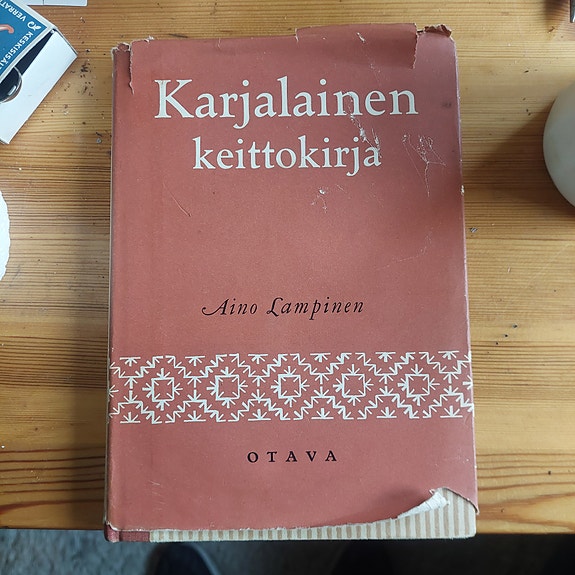 Karjalainen
keittokirja
Aino Lampinen
OTAVA